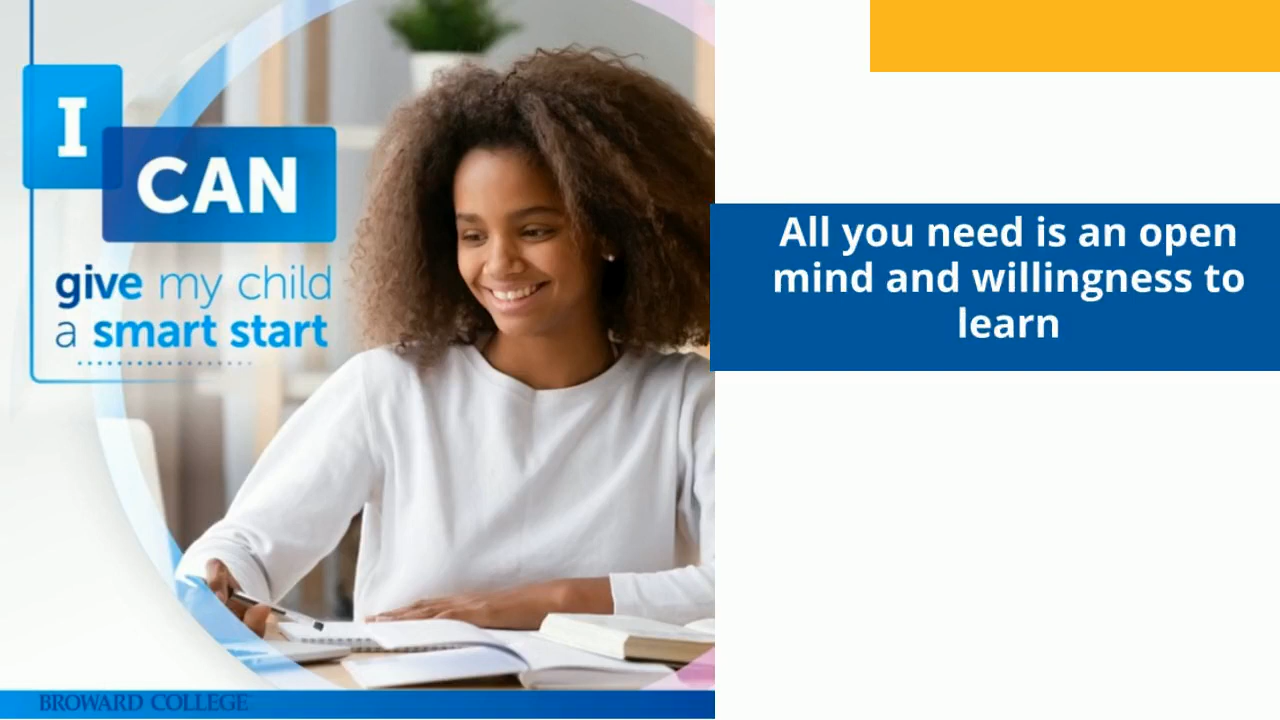 I
CAN
give my child
a smart start
All you need is an open
mind and willingness to
learn
BROWARD COLLEGE